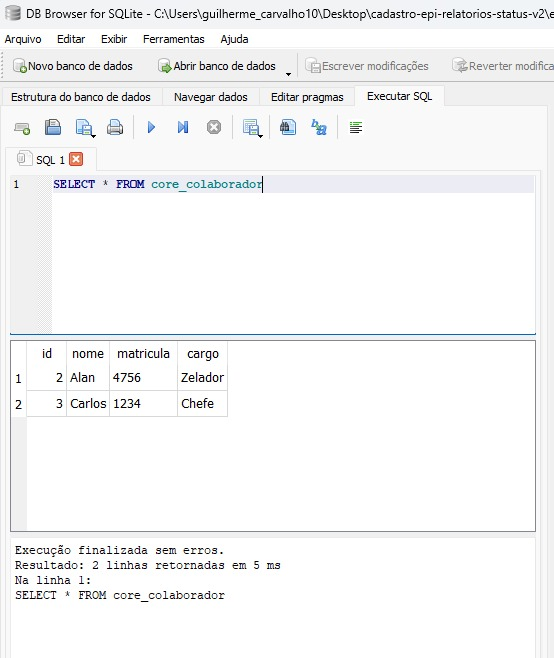 DB Browser for SQLite - C:\Users\guilherme_carvalho10\Desktop\cadastro-epi-relatorios-status-v2\e
Arquivo Editar Exibir Ferramentas Ajuda
Novo banco de dados Abrir banco de dados Escrever modificações Reverter modifica
Estrutura do banco de dados Navegar dados Editar pragmas Executar SQL
SQL 1
1 SELECT * FROM core_colaborador
id nome matricula cargo
1 2 Alan 4756 Zelador
2 3 Carlos 1234 Chefe
Execução finalizada sem erros.
Resultado: 2 linhas retornadas em 5 ms
Na linha 1:
SELECT * FROM core_colaborador